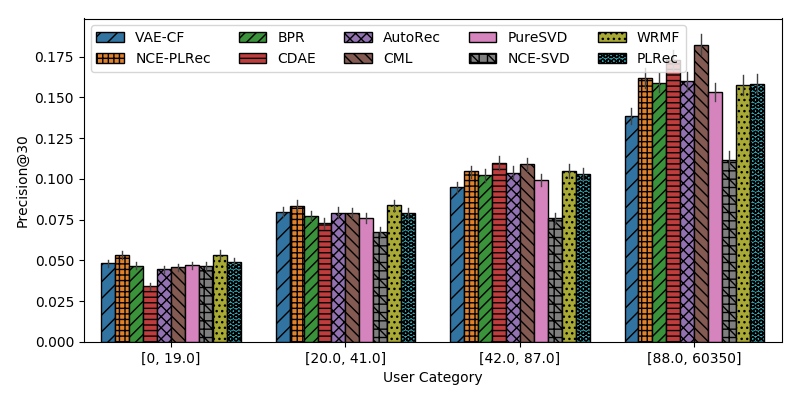 VAE-CF BPR AutoRec PureSVD WRMF
NCE-PLRec CDAE CML NCE-SVD PLRec
0.175
0.150
0.125
0.100
0.075
0.050
0.025
0.000
Precision@30
[0, 19.0] [20.0, 41.0] [42.0, 87.0] [88.0, 60350]
User Category